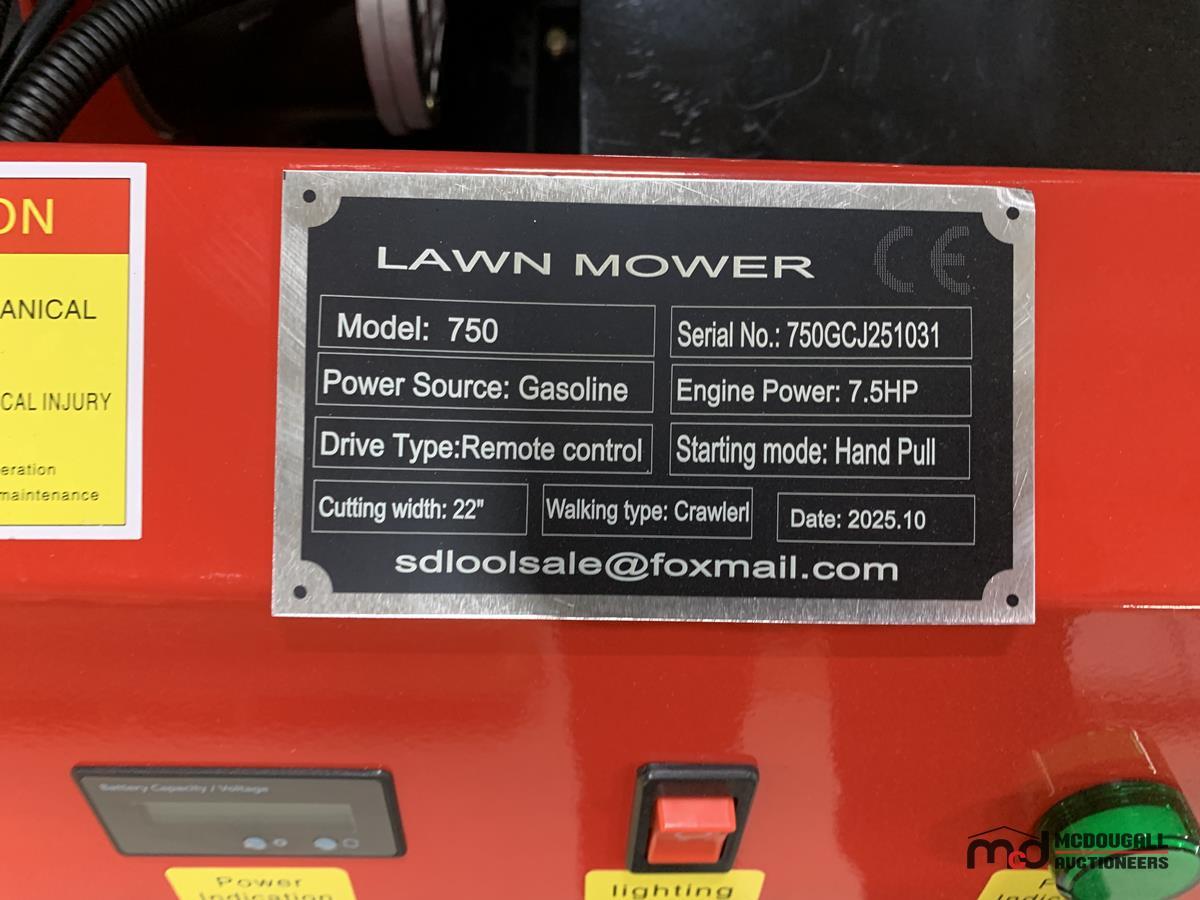 ON
ANICAL
CAL INJURY
eration
maintenance
LAWN MOWER
CE
Model: 750
Serial No.: 750GCJ251031
Power Source: Gasoline
Engine Power: 7.5HP
Drive Type:Remote control
Starting mode: Hand Pull
Cutting width: 22"
Walking type: Crawlerl
Date: 2025.10
sdloolsale@foxmail.com
Battery Capacity / Voltage
Power
indication
lighting
mcd MCDOUGALL
AUCTIONEERS